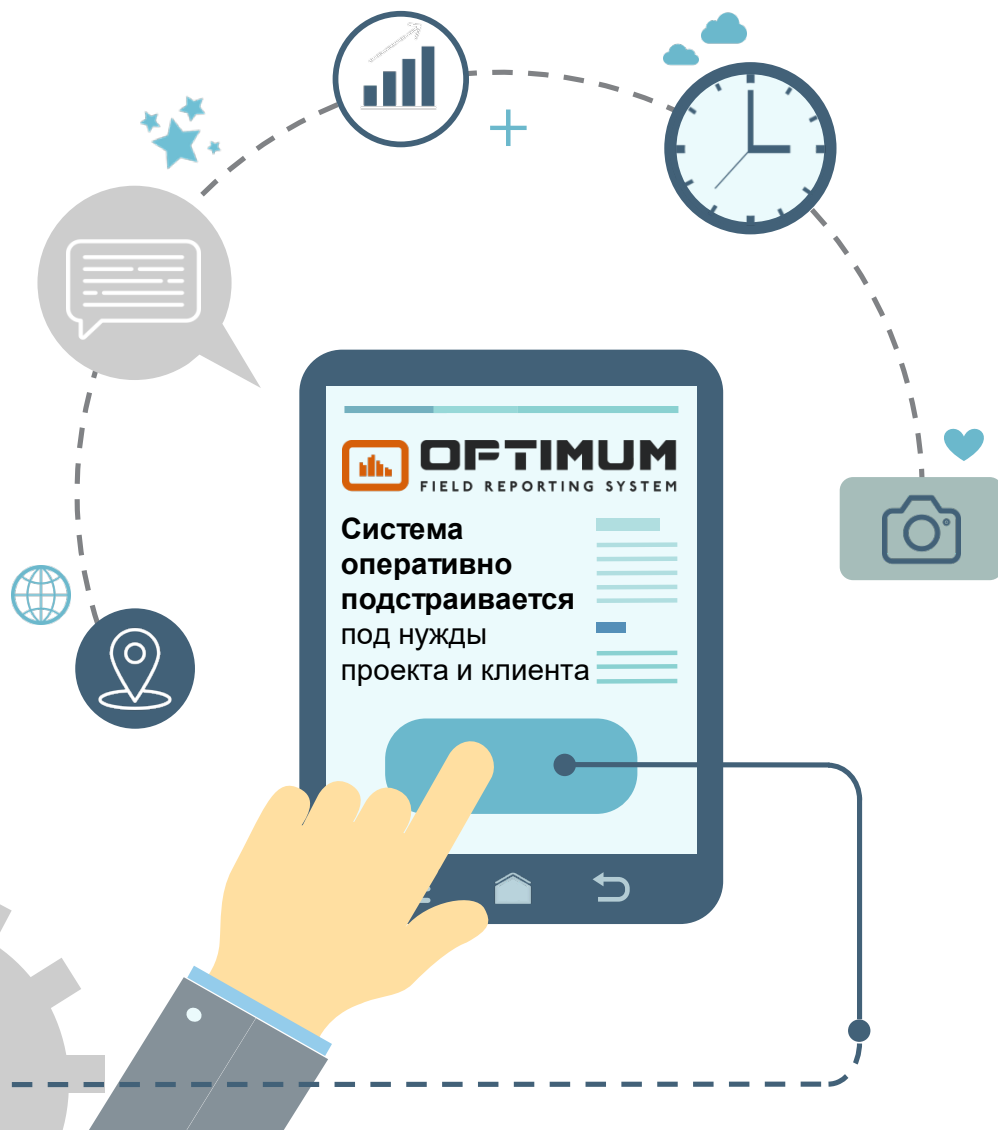 OPTIMUM
FIELD REPORTING SYSTEM
Система
оперативно
подстраивается
под нужды
проекта и клиента